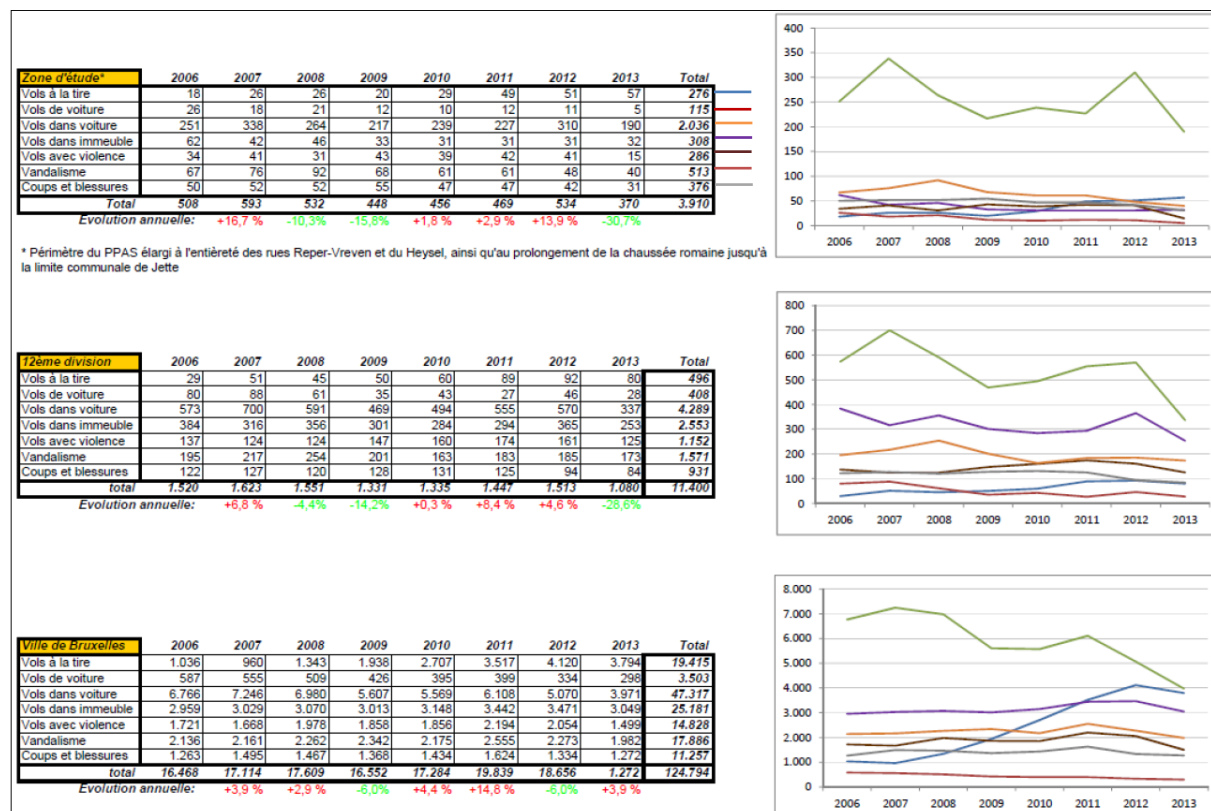 Zone d'étude* 2006 2007 2008 2009 2010 2011 2012 2013 Total
Vols à la tire 18 26 26 20 29 49 51 57 276
Vols de voiture 26 18 21 12 10 12 11 5 115
Vols dans voiture 251 338 264 217 239 227 310 190 2.036
Vols dans immeuble 62 42 46 33 31 31 31 32 308
Vols avec violence 34 41 31 43 39 42 41 15 286
Vandalisme 67 76 92 68 61 61 48 40 513
Coups et blessures 50 52 52 55 47 47 42 31 376
Total 508 593 532 448 456 469 534 370 3.910
Evolution annuelle: +16,7 % -10,3% -15,8% +1,8 % +2,9 % +13,9 % -30,7%
* Périmètre du PPAS élargi à l'entièreté des rues Reper-Vreven et du Heysel, ainsi qu'au prolongement de la chaussée romaine jusqu'à
la limite communale de Jette
400
350
300
250
200
150
100
50
0
2006 2007 2008 2009 2010 2011 2012 2013
12ème division 2006 2007 2008 2009 2010 2011 2012 2013 Total
Vols à la tire 29 51 45 50 60 89 92 80 496
Vols de voiture 80 88 61 35 43 27 46 28 408
Vols dans voiture 573 700 591 469 494 555 570 337 4.289
Vols dans immeuble 384 316 356 301 284 294 365 253 2.553
Vols avec violence 137 124 124 147 160 174 161 125 1.152
Vandalisme 195 217 254 201 163 183 185 173 1.571
Coups et blessures 122 127 120 128 131 125 94 84 931
total 1.520 1.623 1.551 1.331 1.335 1.447 1.513 1.080 11.400
Evolution annuelle: +6,8 % -4,4% -14,2% +0,3 % +8,4 % +4,6 % -28,6%
800
700
600
500
400
300
200
100
0
2006 2007 2008 2009 2010 2011 2012 2013
Ville de Bruxelles 2006 2007 2008 2009 2010 2011 2012 2013 Total
Vols à la tire 1.036 960 1.343 1.938 2.707 3.517 4.120 3.794 19.415
Vols de voiture 587 555 509 426 395 399 334 298 3.503
Vols dans voiture 6.766 7.246 6.980 5.607 5.569 6.108 5.070 3.971 47.317
Vols dans immeuble 2.959 3.029 3.070 3.013 3.148 3.442 3.471 3.049 25.181
Vols avec violence 1.721 1.668 1.978 1.858 1.856 2.194 2.054 1.499 14.828
Vandalisme 2.136 2.161 2.262 2.342 2.175 2.555 2.273 1.982 17.886
Coups et blessures 1.263 1.495 1.467 1.368 1.434 1.624 1.334 1.272 11.257
total 16.468 17.114 17.609 16.552 17.284 19.839 18.656 1.272 124.794
Evolution annuelle: +3,9 % +2,9 % -6,0% +4,4 % +14,8 % -6,0% +3,9 %
8.000
7.000
6.000
5.000
4.000
3.000
2.000
1.000
0
2006 2007 2008 2009 2010 2011 2012 2013